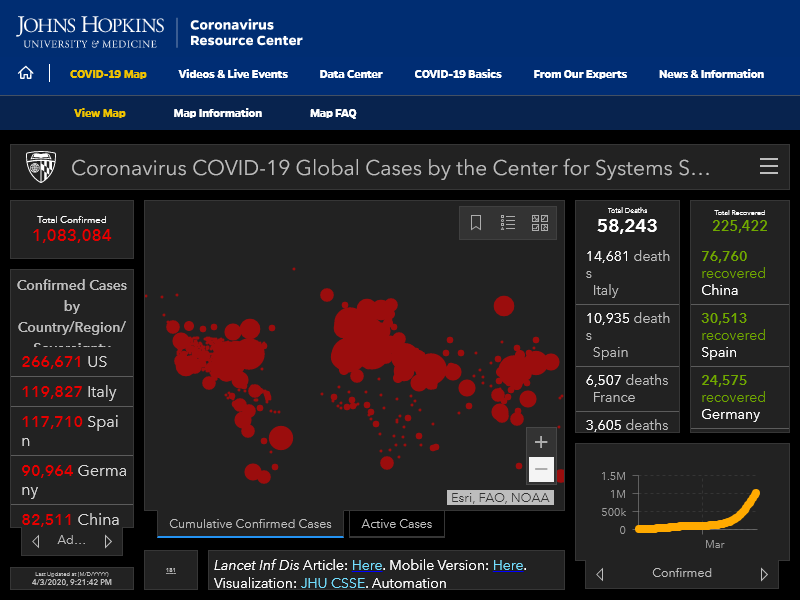 JOHNS HOPKINS
UNIVERSITY & MEDICINE
Coronavirus
Resource Center
COVID-19 Map
Videos & Live Events
Data Center
COVID-19 Basics
From Our Experts
News & Information
View Map
Map Information
Map FAQ
Coronavirus COVID-19 Global Cases by the Center for Systems S...
Total Confirmed
1,083,084
Confirmed Cases
by
Country/Region/
Sovereignty
266,671 US
119,827 Italy
117,710 Spai
n
90,964 Germa
ny
82,511 China
Ad...
Last Updated at (M/D/YYYY)
4/3/2020, 9:21:42 PM
+
−
Esri, FAO, NOAA
Cumulative Confirmed Cases
Active Cases
181
Lancet Inf Dis Article: Here. Mobile Version: Here.
Visualization: JHU CSSE. Automation
Total Deaths
58,243
14,681 death
s
Italy
10,935 death
s
Spain
6,507 deaths
France
3,605 deaths
Total Recovered
225,422
76,760
recovered
China
30,513
recovered
Spain
24,575
recovered
Germany
1.5M
1M
500k
0
Mar
Confirmed